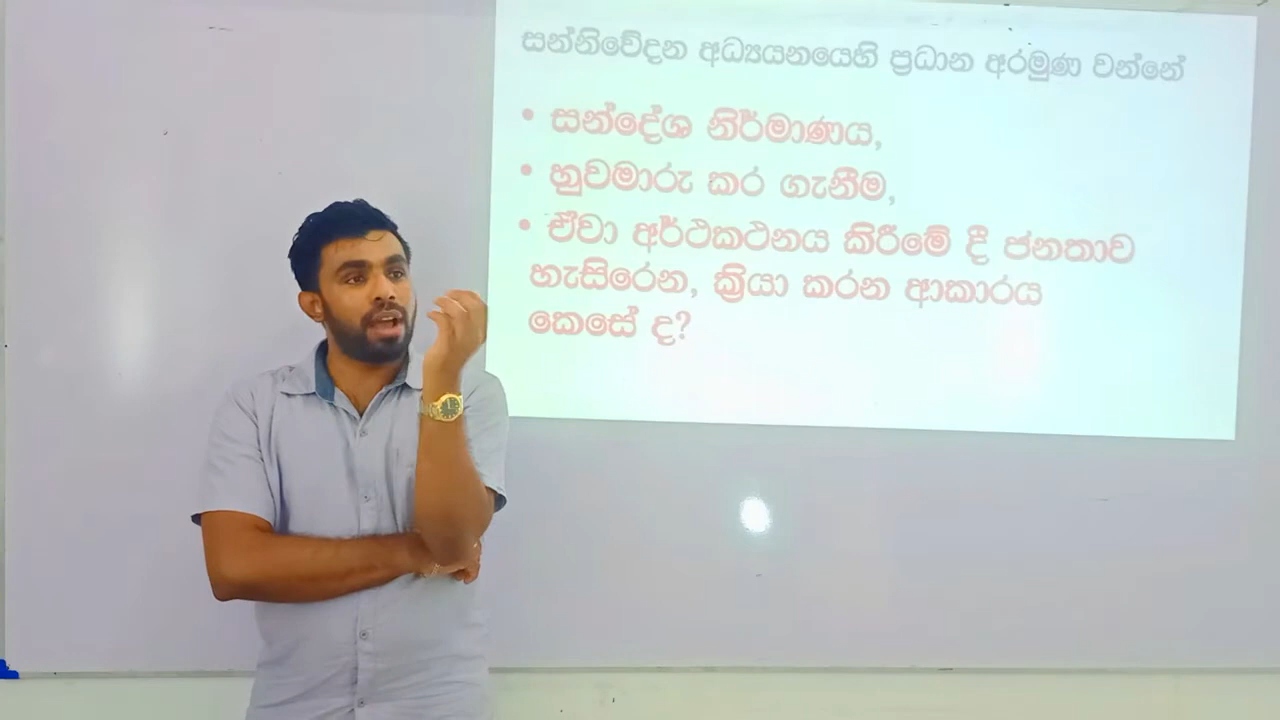 සන්නිවේදන අධ්‍යයනයෙහි ප්‍රධාන අරමුණ වන්නේ
• සන්දේශ නිර්මාණය,
• හුවමාරු කර ගැනීම,
• ඒවා අර්ථකථනය කිරීමේ දී ජනතාව
හැසිරෙන, ක්‍රියා කරන ආකාරය
කෙසේ ද?